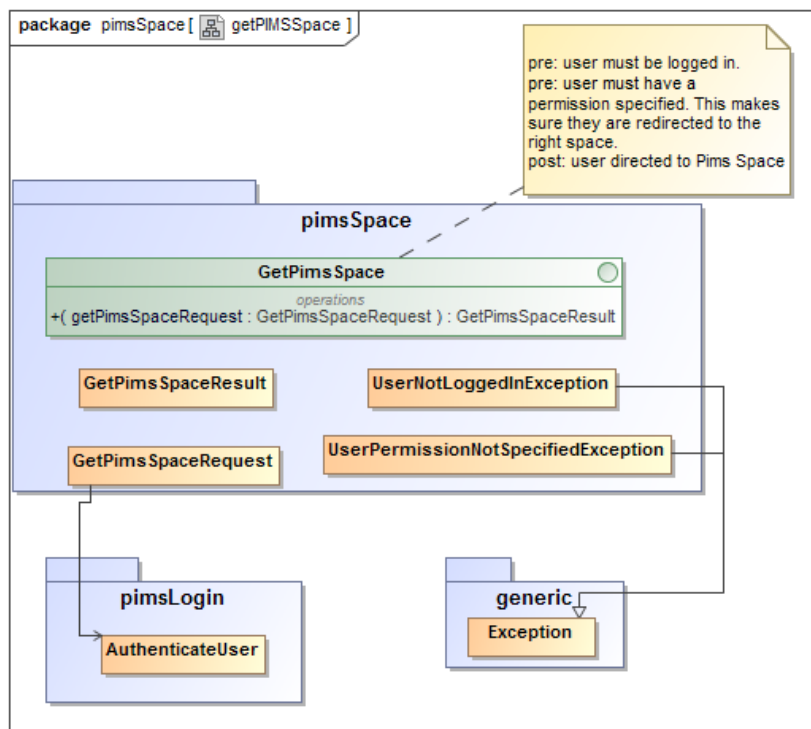 package pimsSpace [ getPIMSSpace ]
pre: user must be logged in.
pre: user must have a
permission specified. This makes
sure they are redirected to the
right space.
post: user directed to Pims Space
pimsSpace
GetPimsSpace
operations
+( getPimsSpaceRequest : GetPimsSpaceRequest ) : GetPimsSpaceResult
GetPimsSpaceResult
UserNotLoggedInException
UserPermissionNotSpecifiedException
GetPimsSpaceRequest
pimsLogin
generic
AuthenticateUser
Exception